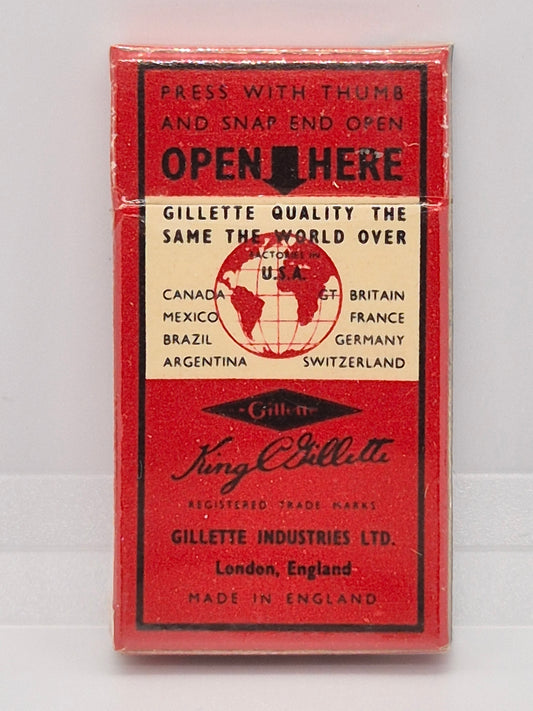 PRESS WITH THUMB
AND SNAP END OPEN
OPEN HERE
GILLETTE QUALITY THE
SAME THE WORLD OVER
FACTORIES IN
U.S.A.
CANADA GT BRITAIN
MEXICO FRANCE
BRAZIL GERMANY
ARGENTINA SWITZERLAND
Gillette
King C Gillette
REGISTERED TRADE MARKS
GILLETTE INDUSTRIES LTD.
London, England
MADE IN ENGLAND